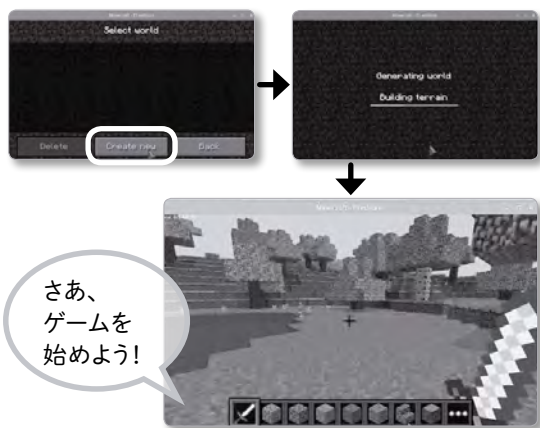 Select world
Delete
Create new
Back
Generating world
Building terrain
さあ、
ゲームを
始めよう!